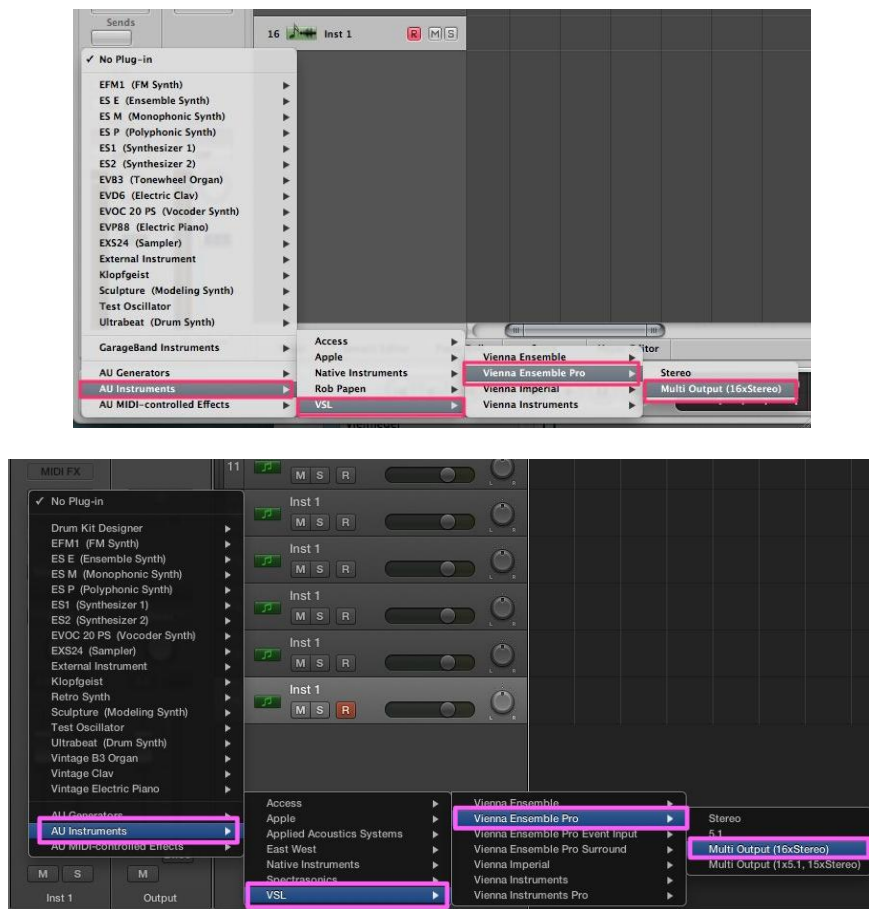 Sends
16 Inst 1 R M S
✓ No Plug-in
EFM1 (FM Synth)
ES E (Ensemble Synth)
ES M (Monophonic Synth)
ES P (Polyphonic Synth)
ES1 (Synthesizer 1)
ES2 (Synthesizer 2)
EVB3 (Tonewheel Organ)
EVD6 (Electric Clav)
EVOC 20 PS (Vocoder Synth)
EVP88 (Electric Piano)
EXS24 (Sampler)
External Instrument
Klopfgeist
Sculpture (Modeling Synth)
Test Oscillator
Ultrabeat (Drum Synth)
GarageBand Instruments
AU Generators
AU Instruments
AU MIDI-controlled Effects
Access
Apple
Native Instruments
Rob Papen
VSL
Vienna Ensemble
Vienna Ensemble Pro
Vienna Imperial
Vienna Instruments
Stereo
Multi Output (16xStereo)
MIDI FX
11
M S R
Inst 1
M S R
Inst 1
M S R
Inst 1
M S R
Inst 1
M S R
Inst 1
M S R
✓ No Plug-in
Drum Kit Designer
EFM1 (FM Synth)
ES E (Ensemble Synth)
ES M (Monophonic Synth)
ES P (Polyphonic Synth)
ES1 (Synthesizer 1)
ES2 (Synthesizer 2)
EVOC 20 PS (Vocoder Synth)
EXS24 (Sampler)
External Instrument
Klopfgeist
Retro Synth
Sculpture (Modeling Synth)
Test Oscillator
Ultrabeat (Drum Synth)
Vintage B3 Organ
Vintage Clav
Vintage Electric Piano
AU Generators
AU Instruments
AU MIDI-controlled Effects
Access
Apple
Applied Acoustics Systems
East West
Native Instruments
Spectrasonics
VSL
Vienna Ensemble
Vienna Ensemble Pro
Vienna Ensemble Pro Event Input
Vienna Ensemble Pro Surround
Vienna Imperial
Vienna Instruments
Vienna Instruments Pro
Stereo
5.1
Multi Output (16xStereo)
Multi Output (1x5.1, 15xStereo)
M S M
Inst 1 Output